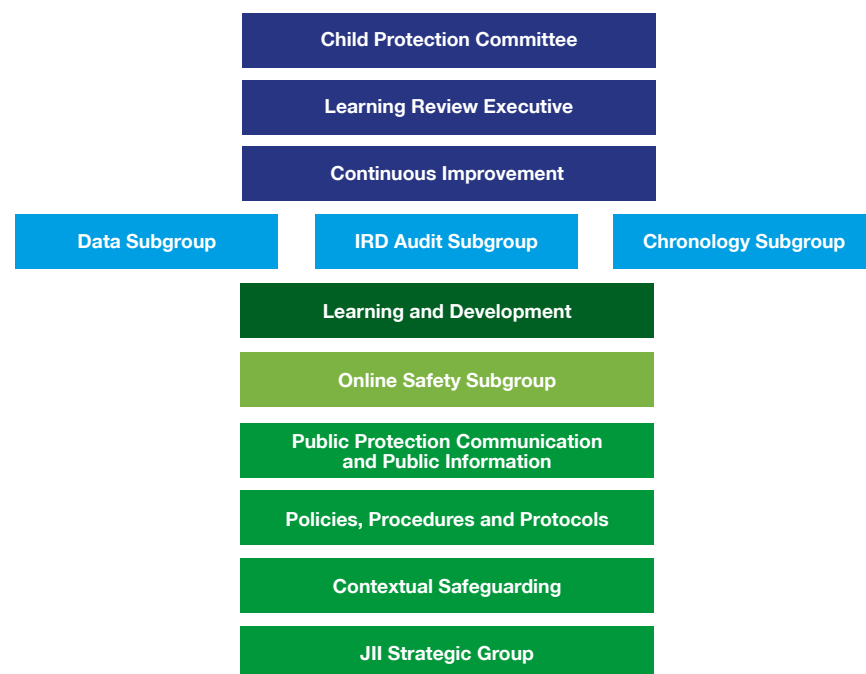 Child Protection Committee
Learning Review Executive
Continuous Improvement
Data Subgroup
IRD Audit Subgroup
Chronology Subgroup
Learning and Development
Online Safety Subgroup
Public Protection Communication
and Public Information
Policies, Procedures and Protocols
Contextual Safeguarding
JII Strategic Group